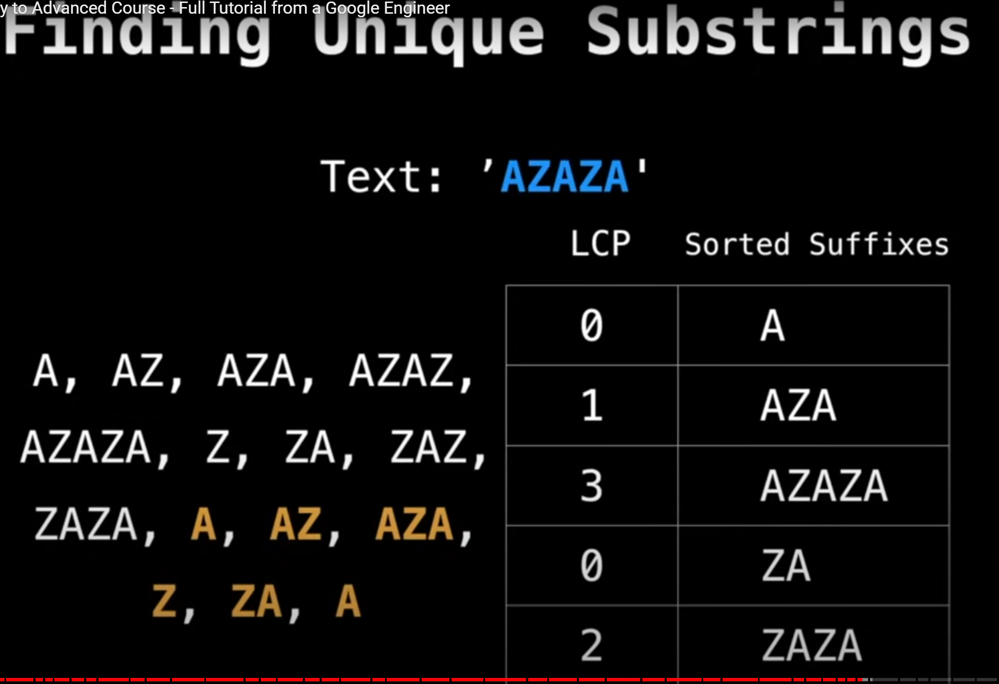 y to Advanced Course - Full Tutorial from a Google Engineer
Finding Unique Substrings
Text: ’AZAZA'
LCP Sorted Suffixes
A, AZ, AZA, AZAZ,
AZAZA, Z, ZA, ZAZ,
ZAZA, A, AZ, AZA,
Z, ZA, A
0 A
1 AZA
3 AZAZA
0 ZA
2 ZAZA